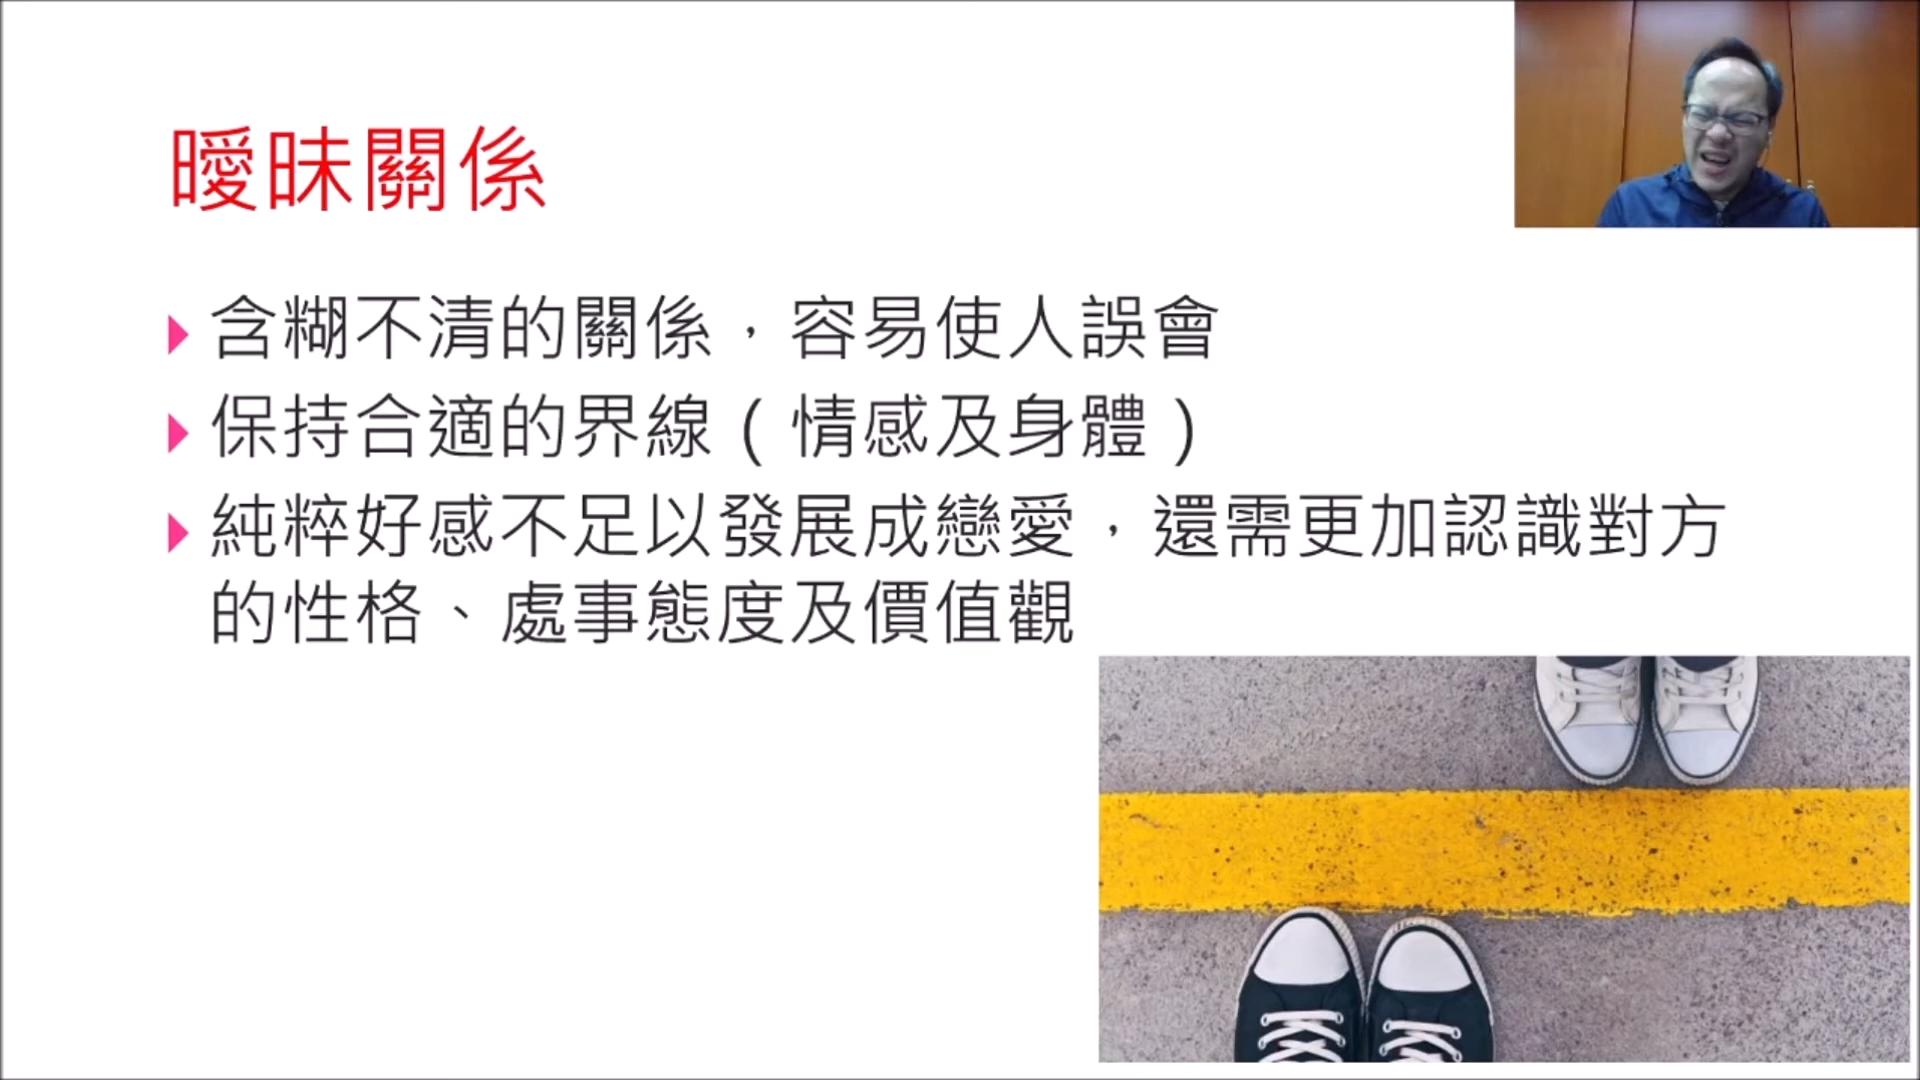 曖昧關係
含糊不清的關係，容易使人誤會
保持合適的界線（情感及身體）
純粹好感不足以發展成戀愛，還需更加認識對方
的性格、處事態度及價值觀